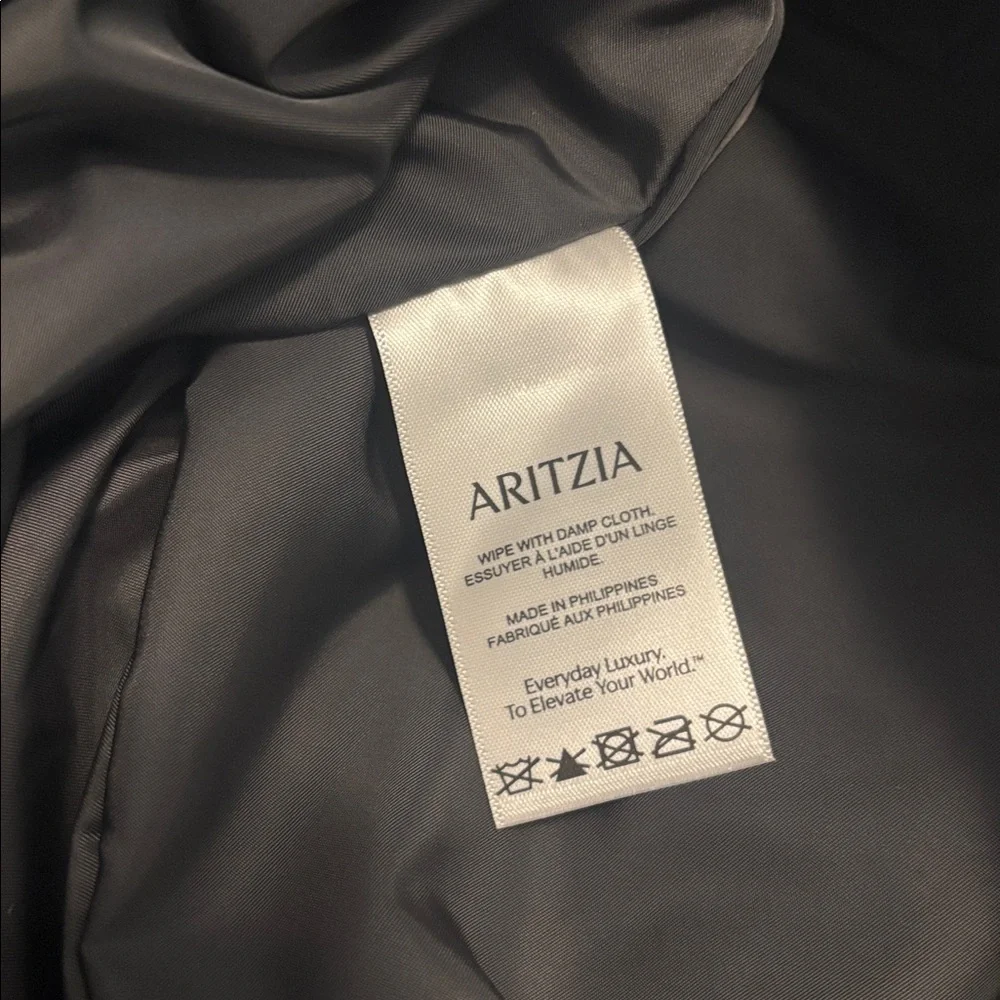 ARITZIA
WIPE WITH DAMP CLOTH.
ESSUYER À L'AIDE D'UN LINGE
HUMIDE.
MADE IN PHILIPPINES
FABRIQUÉ AUX PHILIPPINES
Everyday Luxury.
To Elevate Your World.™